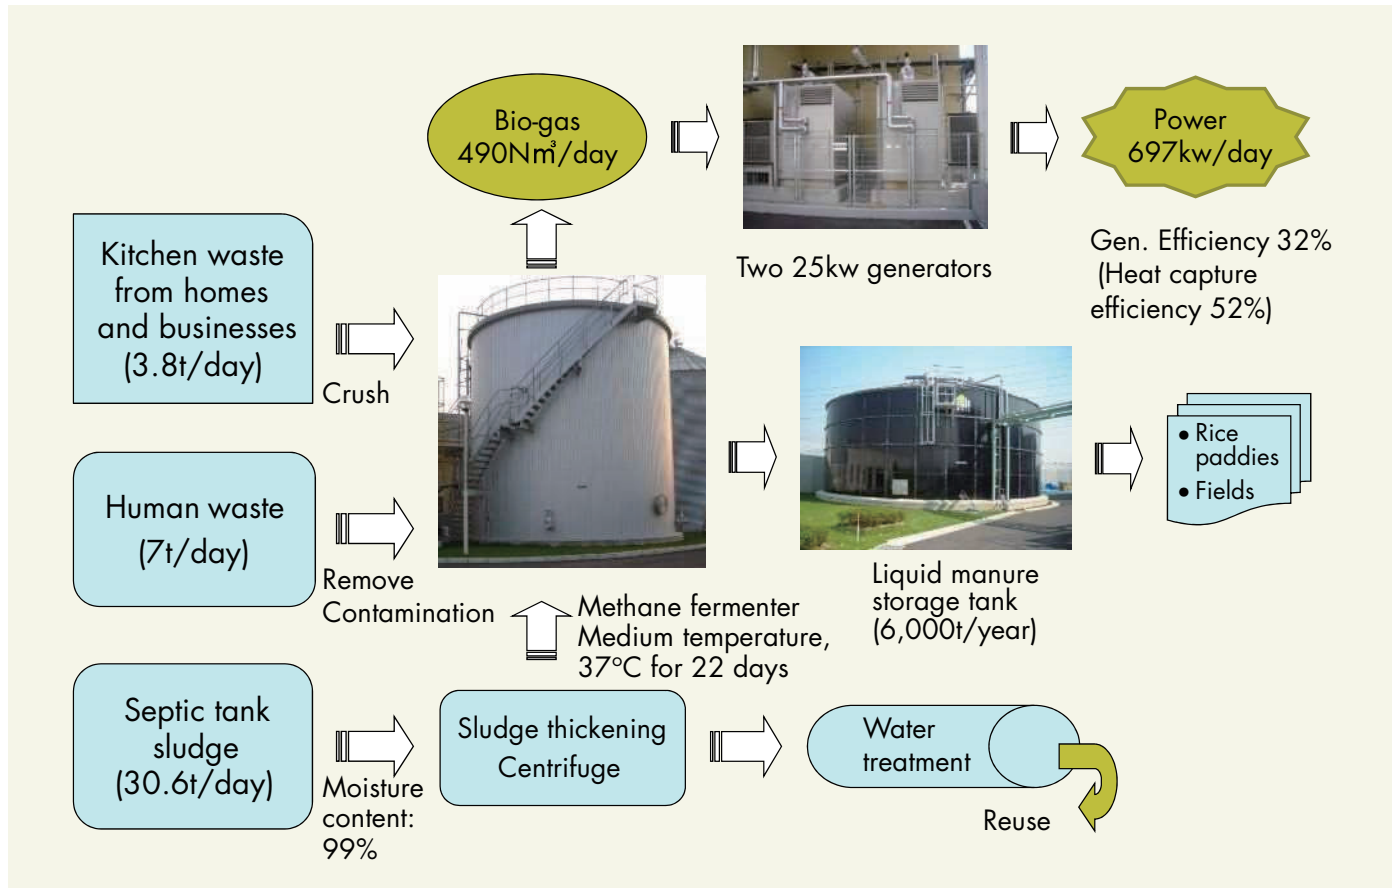 Bio-gas
490Nm³/day
Power
697kw/day
Two 25kw generators
Gen. Efficiency 32%
(Heat capture
efficiency 52%)
Kitchen waste
from homes
and businesses
(3.8t/day)
Crush
Human waste
(7t/day)
Remove
Contamination
Methane fermenter
Medium temperature,
37°C for 22 days
Liquid manure
storage tank
(6,000t/year)
• Rice
paddies
• Fields
Septic tank
sludge
(30.6t/day)
Moisture
content:
99%
Sludge thickening
Centrifuge
Water
treatment
Reuse